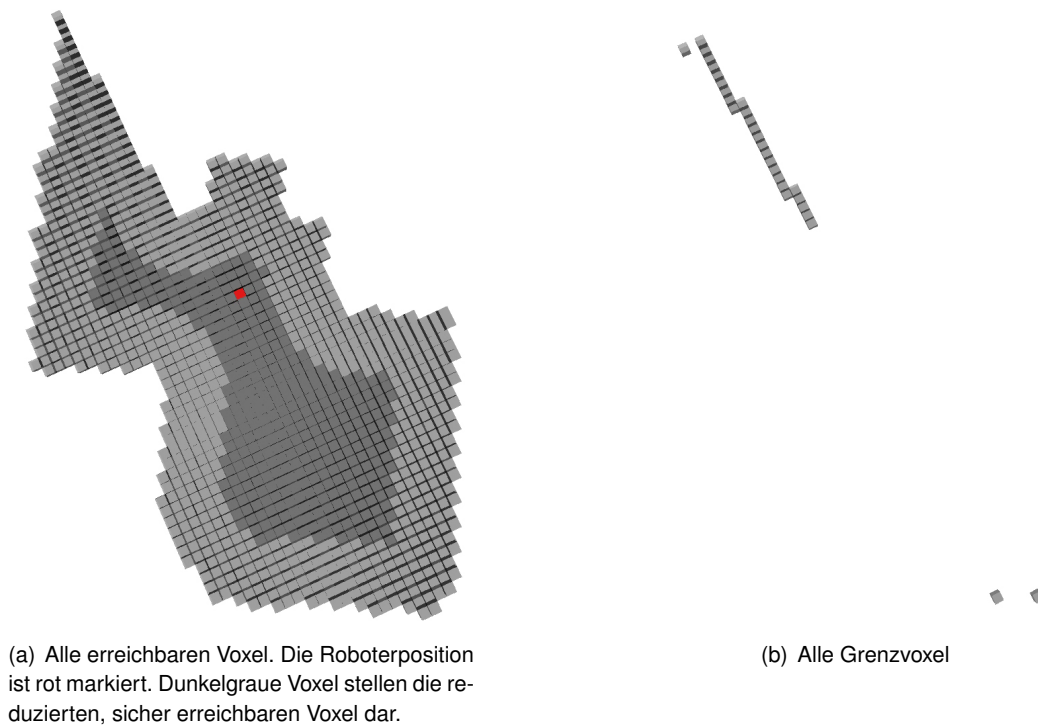 (a) Alle erreichbaren Voxel. Die Roboterposition
ist rot markiert. Dunkelgraue Voxel stellen die re-
duzierten, sicher erreichbaren Voxel dar.
(b) Alle Grenzvoxel